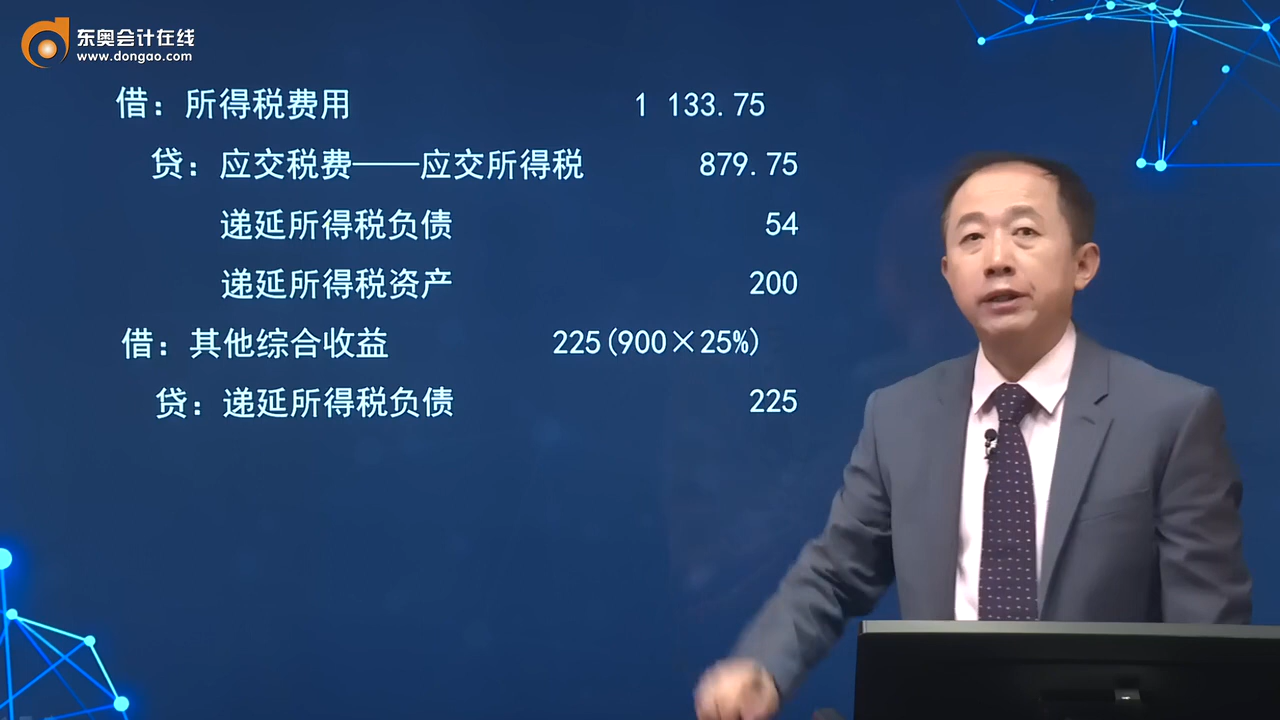 东奥会计在线
www.dongao.com
借：所得税费用 1 133.75
贷：应交税费——应交所得税 879.75
递延所得税负债 54
递延所得税资产 200
借：其他综合收益 225(900×25%)
贷：递延所得税负债 225